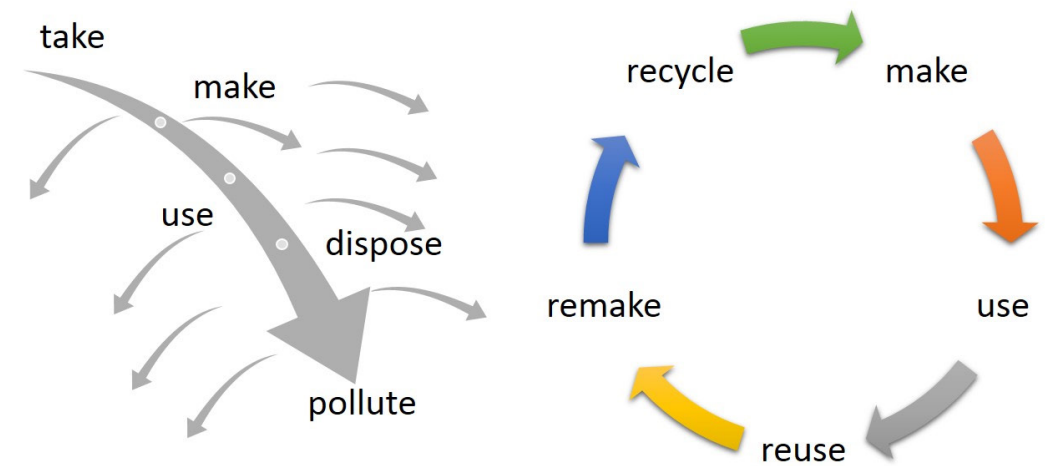 take
make
use
dispose
pollute
recycle
make
use
reuse
remake